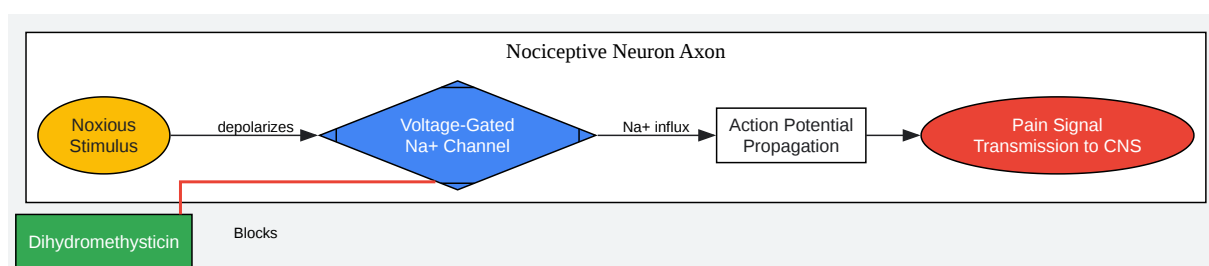 Nociceptive Neuron Axon
Noxious
Stimulus
depolarizes
Voltage-Gated
Na+ Channel
Na+ influx
Action Potential
Propagation
Pain Signal
Transmission to CNS
Dihydromethysticin
Blocks